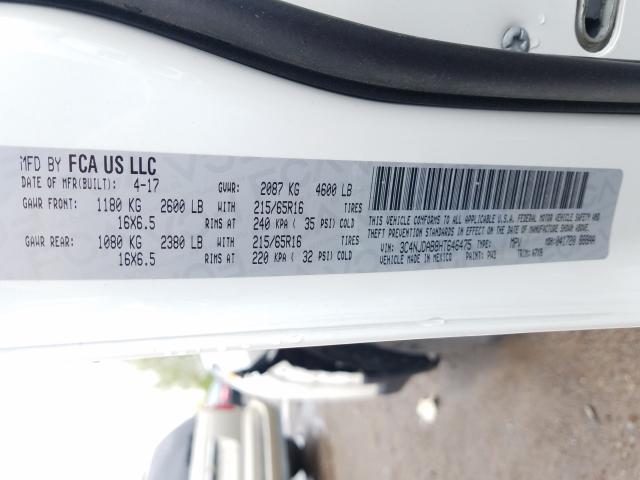 MFD BY FCA US LLC
DATE OF MFR(BUILT): 4-17 GVWR: 2087 KG 4600 LB
GAWR FRONT: 1180 KG 2600 LB WITH 215/65R16 TIRES
16X6.5 RIMS AT 240 KPA ( 35 PSI) COLD
GAWR REAR: 1080 KG 2380 LB WITH 215/65R16 TIRES
16X6.5 RIMS AT 220 KPA ( 32 PSI) COLD
THIS VEHICLE CONFORMS TO ALL APPLICABLE U.S.A. FEDERAL MOTOR VEHICLE SAFETY AND
THEFT PREVENTION STANDARDS IN EFFECT ON THE DATE OF MANUFACTURE SHOWN ABOVE
VIN: 3C4NJDAB8HT646475 TYPE: MPV MDH:041720
VEHICLE MADE IN MEXICO PAINT: PW3 TRIM: